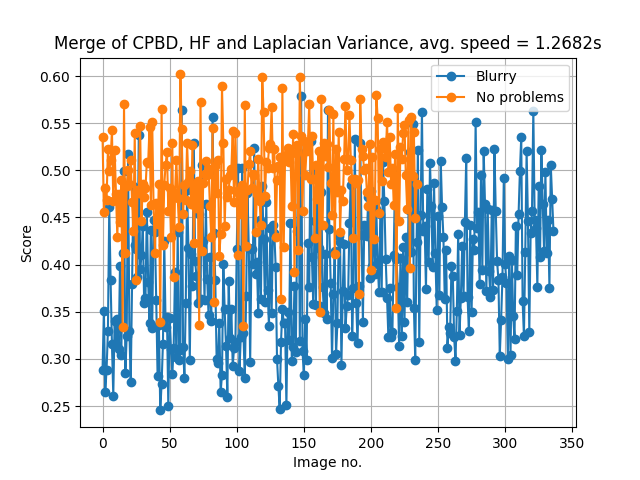 Merge of CPBD, HF and Laplacian Variance, avg. speed = 1.2682s
Blurry
No problems
0.60
0.55
0.50
0.45
0.40
0.35
0.30
0.25
Score
0 50 100 150 200 250 300 350
Image no.